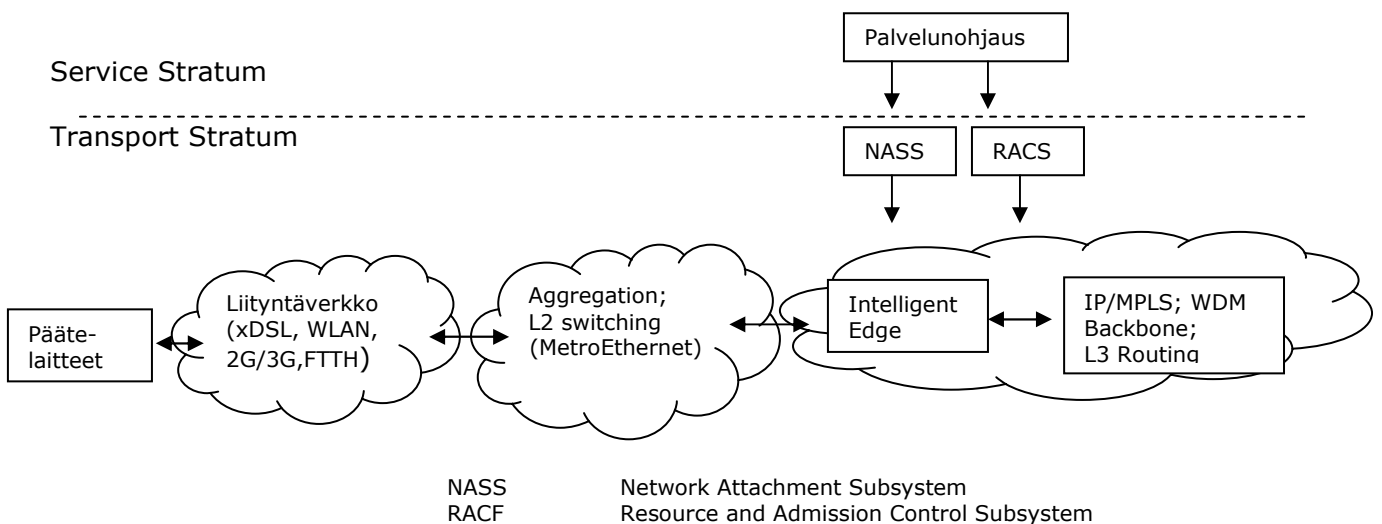 Palvelunohjaus
Service Stratum
Transport Stratum
NASS
RACS
Pääte-
laitteet
Liityntäverkko
(xDSL, WLAN,
2G/3G,FTTH)
Aggregation;
L2 switching
(MetroEthernet)
Intelligent
Edge
IP/MPLS; WDM
Backbone;
L3 Routing
NASS Network Attachment Subsystem
RACF Resource and Admission Control Subsystem